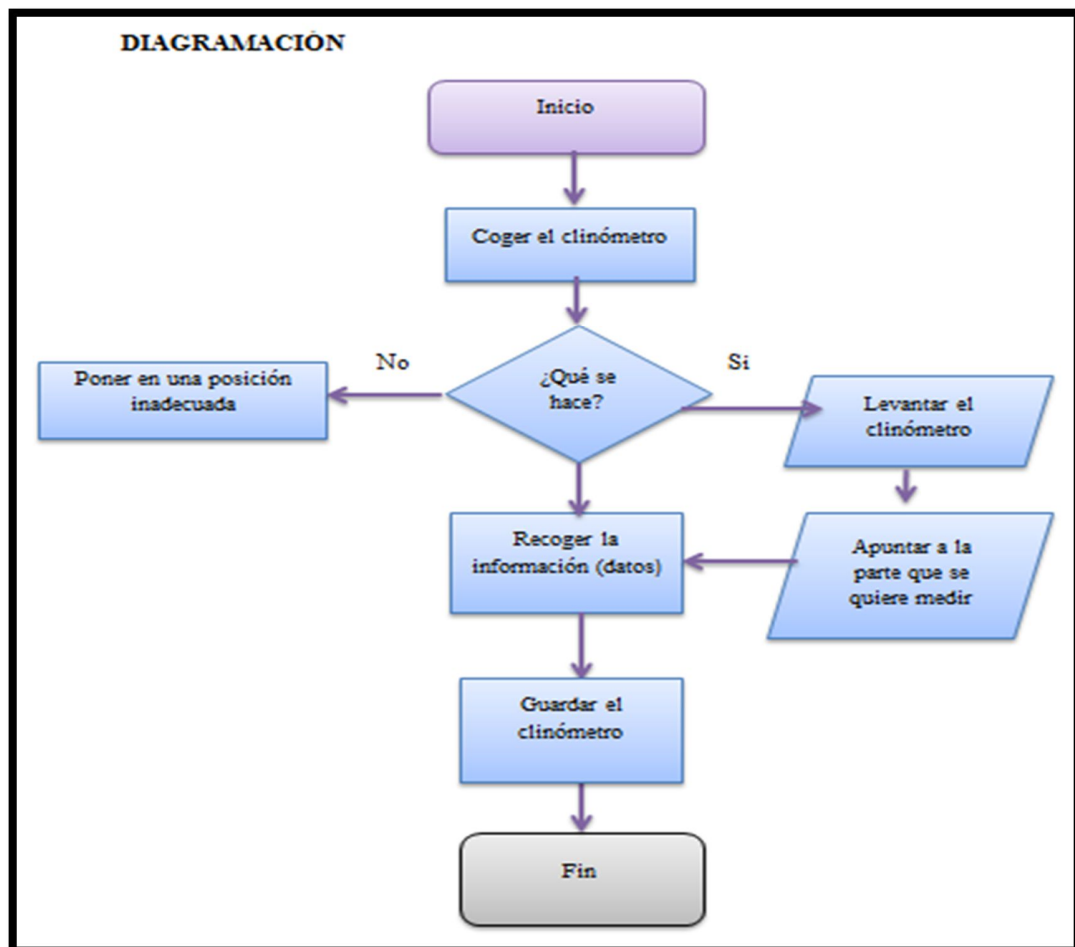 DIAGRAMACIÓN
Inicio
Coger el clinómetro
¿Qué se
hace?
No
Si
Poner en una posición
inadecuada
Levantar el
clinómetro
Apuntar a la
parte que se
quiere medir
Recoger la
información (datos)
Guardar el
clinómetro
Fin